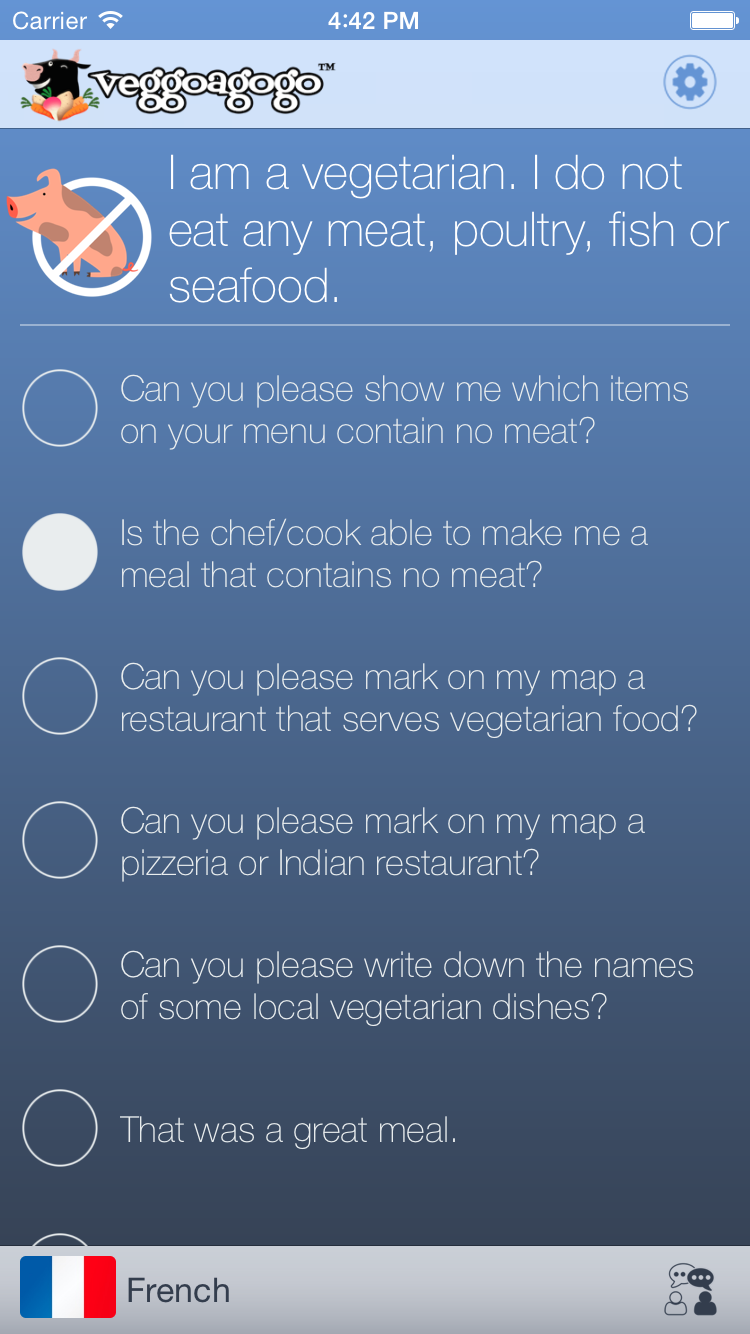 Carrier
4:42 PM
veggoagogo™
I am a vegetarian. I do not
eat any meat, poultry, fish or
seafood.
Can you please show me which items
on your menu contain no meat?
Is the chef/cook able to make me a
meal that contains no meat?
Can you please mark on my map a
restaurant that serves vegetarian food?
Can you please mark on my map a
pizzeria or Indian restaurant?
Can you please write down the names
of some local vegetarian dishes?
That was a great meal.
French